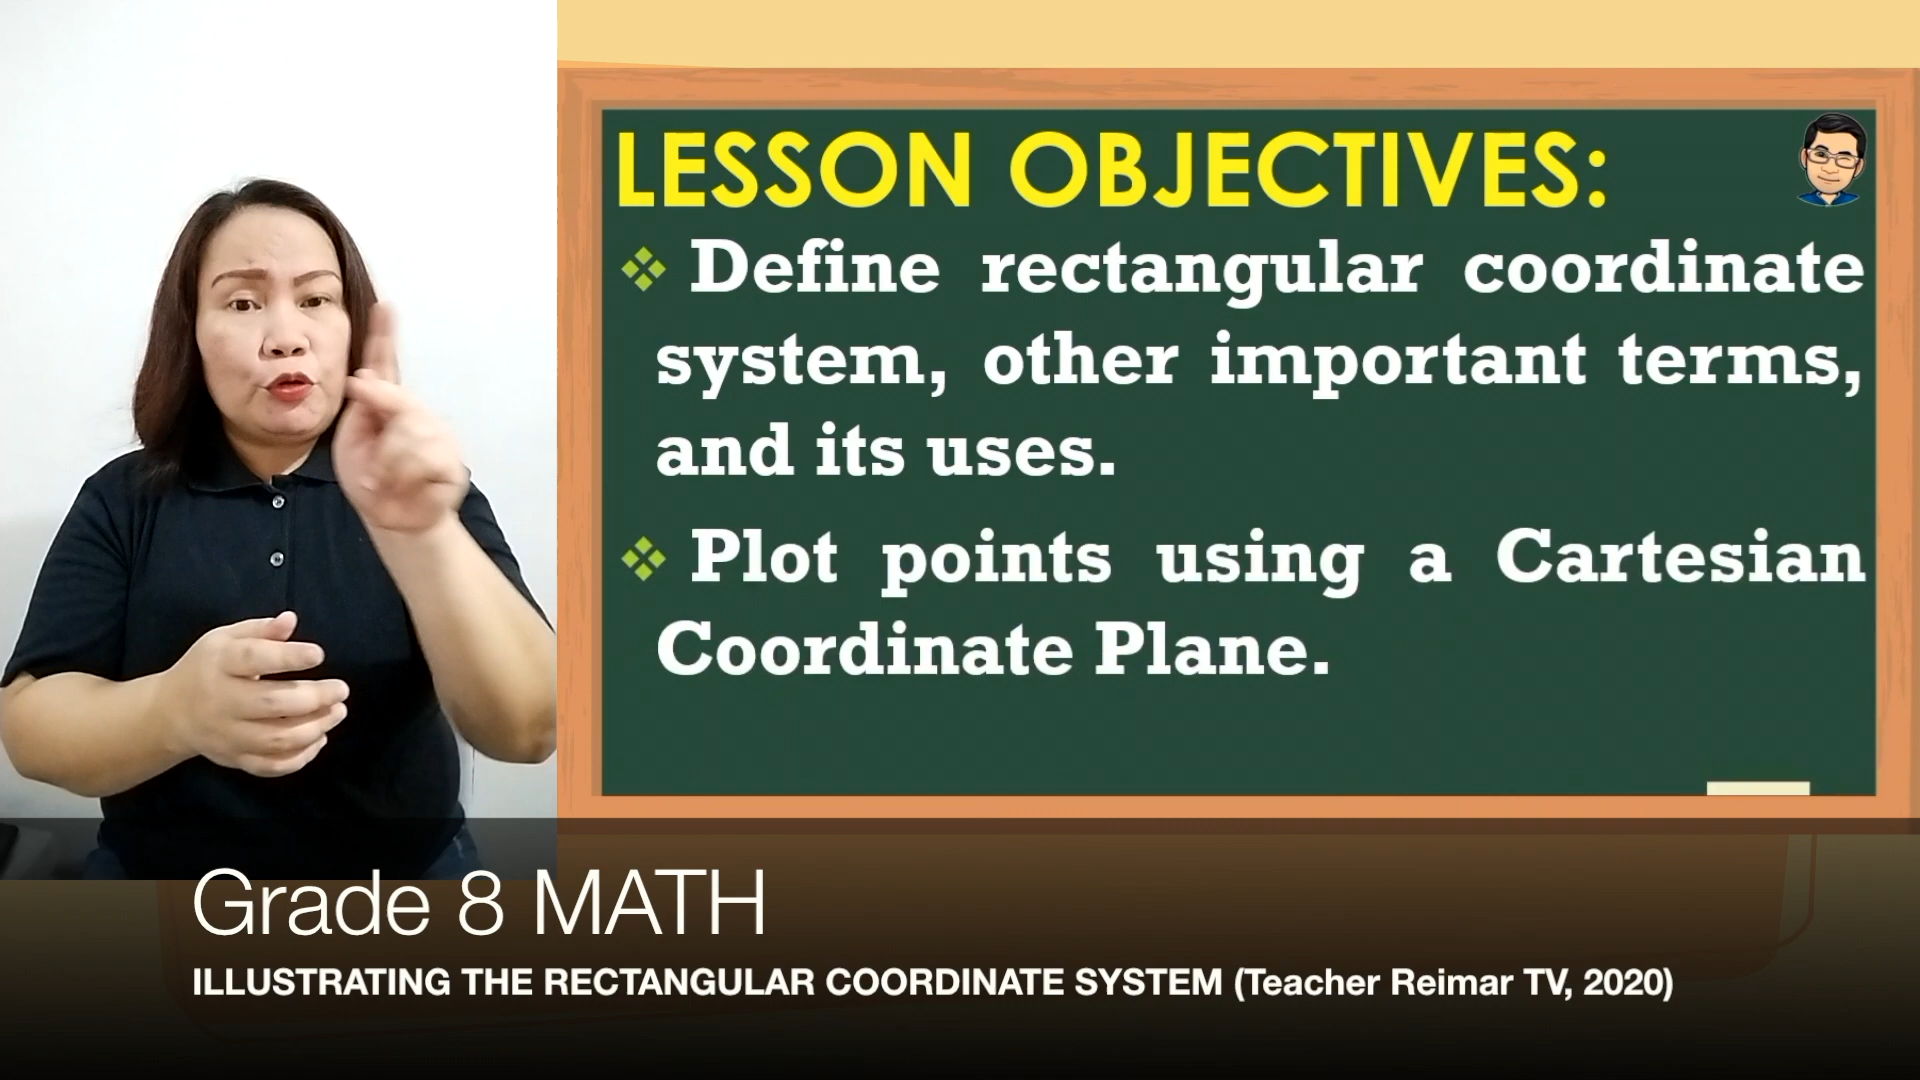 LESSON OBJECTIVES:
Define rectangular coordinate
system, other important terms,
and its uses.
Plot points using a Cartesian
Coordinate Plane.
Grade 8 MATH
ILLUSTRATING THE RECTANGULAR COORDINATE SYSTEM (Teacher Reimar TV, 2020)